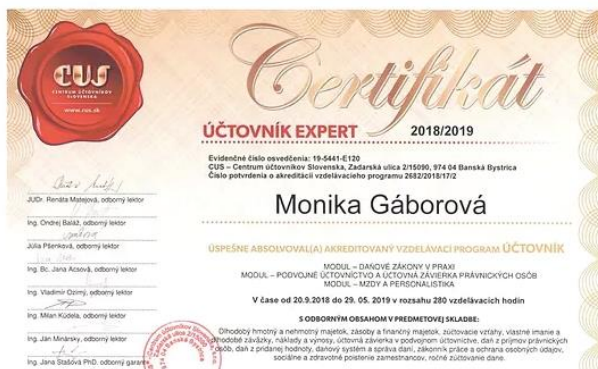 CUS
CENTRUM ÚČTOVNÍKOV
SLOVENSKA
www.cus.sk
Certifikát
ÚČTOVNÍK EXPERT 2018/2019
Evidenčné číslo osvedčenia: 19-5441-E120
CUS – Centrum účtovníkov Slovenska, Zadarská ulica 2/15090, 974 04 Banská Bystrica
Číslo potvrdenia o akreditácii vzdelávacieho programu 2682/2018/17/2
Monika Gáborová
ÚSPEŠNE ABSOLVOVAL(A) AKREDITOVANÝ VZDELÁVACÍ PROGRAM ÚČTOVNÍK
MODUL – DAŇOVÉ ZÁKONY V PRAXI
MODUL – PODVOJNÉ ÚČTOVNÍCTVO A ÚČTOVNÁ ZÁVIERKA PRÁVNICKÝCH OSÔB
MODUL – MZDY A PERSONALISTIKA
V čase od 20.9.2018 do 29. 05. 2019 v rozsahu 280 vzdelávacích hodín
S ODBORNÝM OBSAHOM V PREDMETOVEJ SKLADBE:
Dlhodobý hmotný a nehmotný majetok, zásoby a finančný majetok, zúčtovacie vzťahy, vlastné imanie a
dlhodobé záväzky, náklady a výnosy, účtovná závierka v podvojnom účtovníctve, daň z príjmov právnických
osôb, daň z pridanej hodnoty, daňový systém a správa daní, zákonník práce a ochrana osobných údajov,
sociálne a zdravotné poistenie zamestnancov, ročné zúčtovanie dane.
JUDr. Renáta Matejová, odborný lektor
Ing. Ondrej Baláž, odborný lektor
Júlia Pšenková, odborný lektor
Ing. Bc. Jana Acsová, odborný lektor
Ing. Vladimír Ozimý, odborný lektor
Ing. Milan Kúdela, odborný lektor
Ing. Ján Minársky, odborný lektor
Ing. Jana Stašová PhD, odborný garant